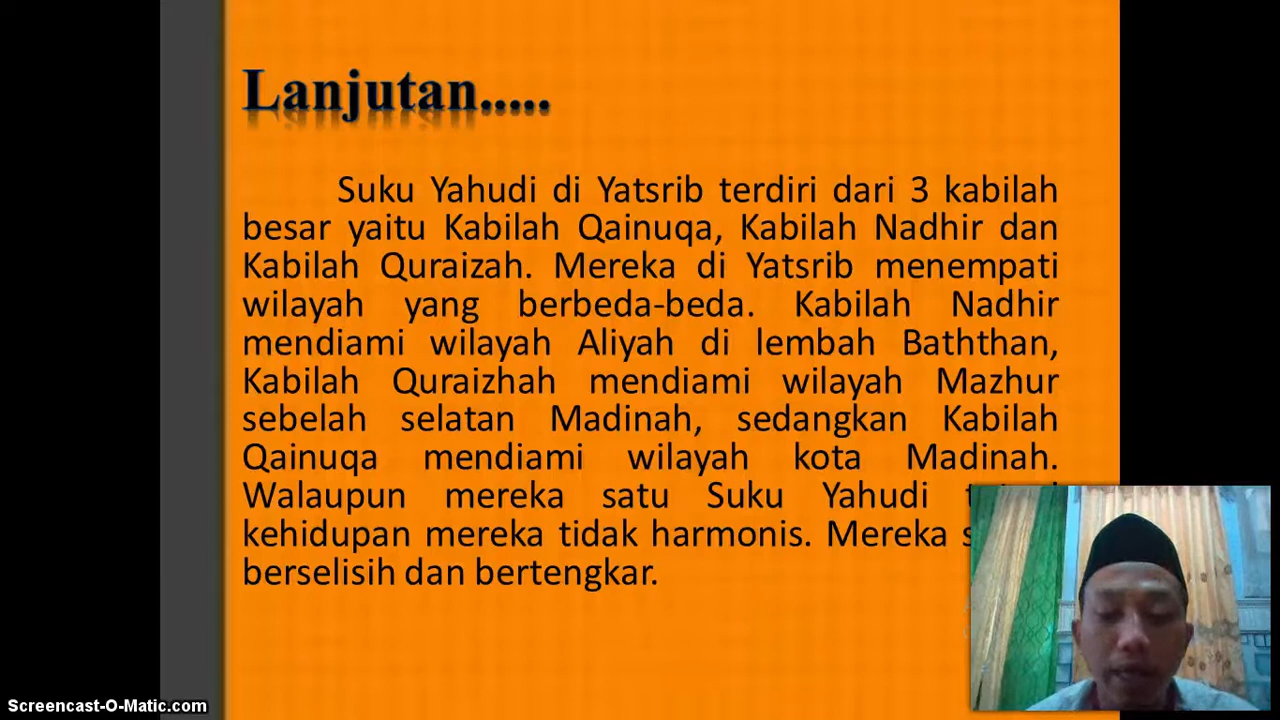 Lanjutan.....
Suku Yahudi di Yatsrib terdiri dari 3 kabilah
besar yaitu Kabilah Qainuqa, Kabilah Nadhir dan
Kabilah Quraizah. Mereka di Yatsrib menempati
wilayah yang berbeda-beda. Kabilah Nadhir
mendiami wilayah Aliyah di lembah Baththan,
Kabilah Quraizhah mendiami wilayah Mazhur
sebelah selatan Madinah, sedangkan Kabilah
Qainuqa mendiami wilayah kota Madinah.
Walaupun mereka satu Suku Yahudi
kehidupan mereka tidak harmonis. Mereka
berselisih dan bertengkar.
Screencast-O-Matic.com